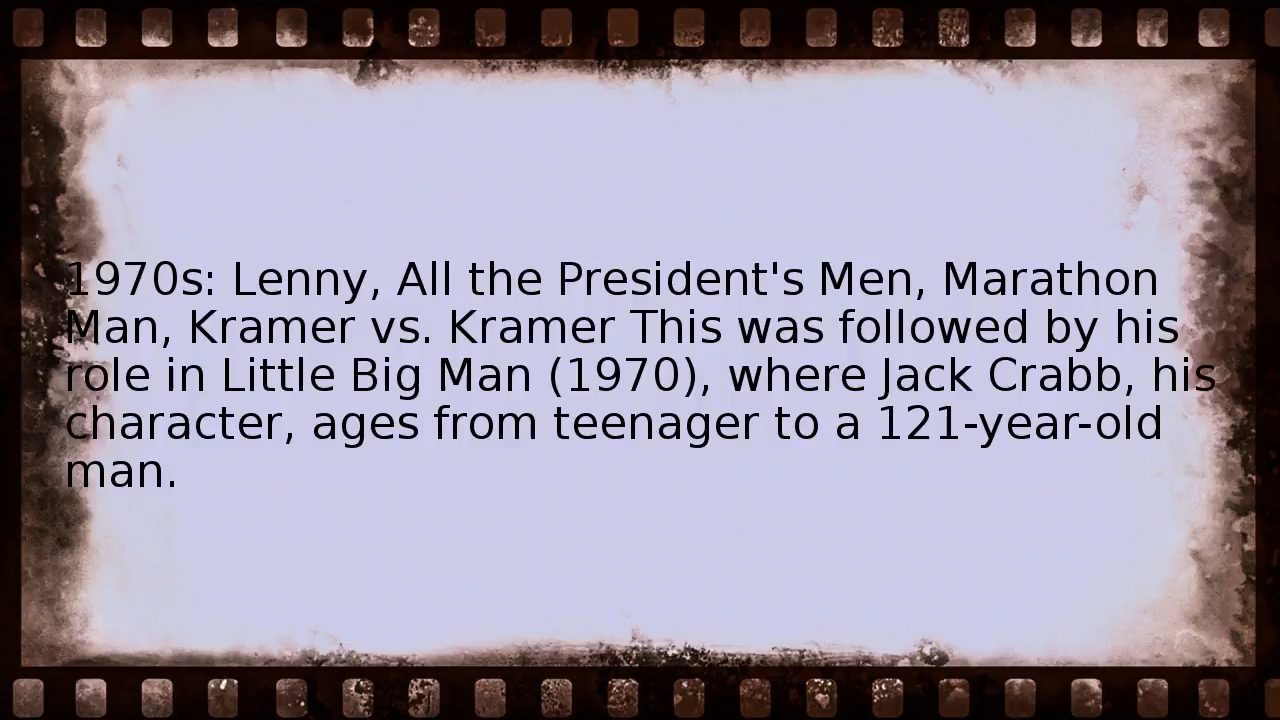 1970s: Lenny, All the President's Men, Marathon
Man, Kramer vs. Kramer This was followed by his
role in Little Big Man (1970), where Jack Crabb, his
character, ages from teenager to a 121-year-old
man.